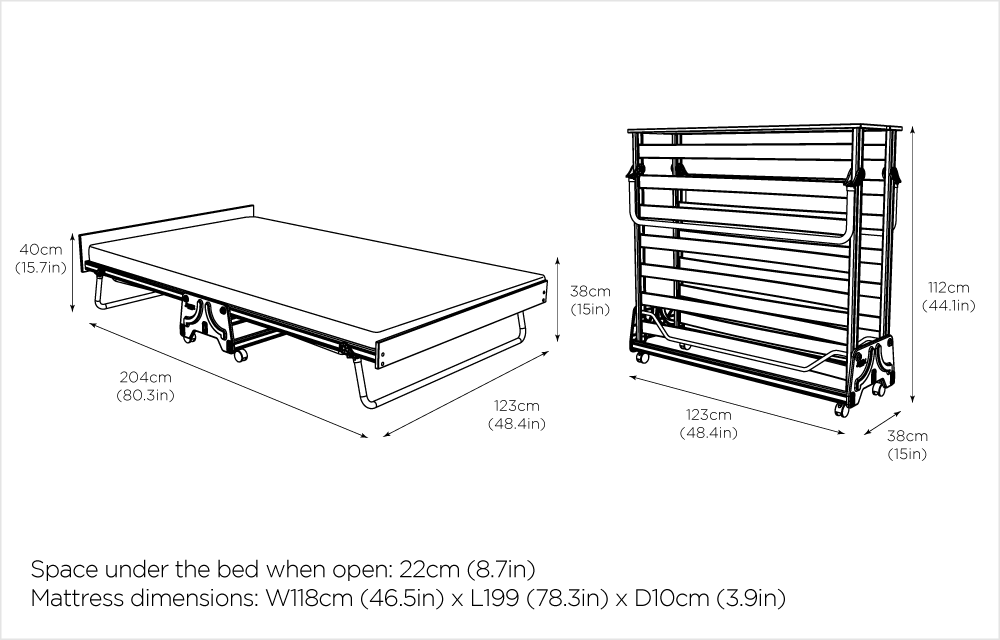 40cm
(15.7in)
204cm
(80.3in)
123cm
(48.4in)
38cm
(15in)
123cm
(48.4in)
38cm
(15in)
112cm
(44.1in)
Space under the bed when open: 22cm (8.7in)
Mattress dimensions: W118cm (46.5in) x L199 (78.3in) x D10cm (3.9in)